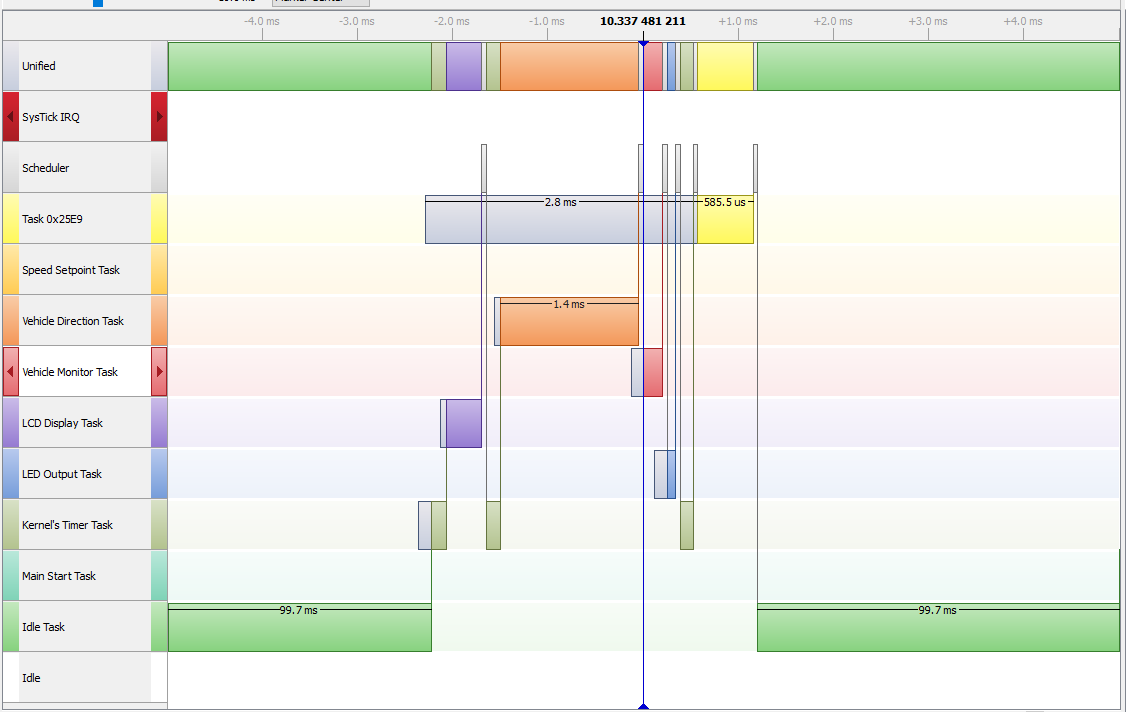 -4.0 ms -3.0 ms -2.0 ms -1.0 ms 10.337 481 211 +1.0 ms +2.0 ms +3.0 ms +4.0 ms
Unified
SysTick IRQ
Scheduler
Task 0x25E9 2.8 ms 585.5 us
Speed Setpoint Task
Vehicle Direction Task 1.4 ms
Vehicle Monitor Task
LCD Display Task
LED Output Task
Kernel's Timer Task
Main Start Task
Idle Task 99.7 ms 99.7 ms
Idle